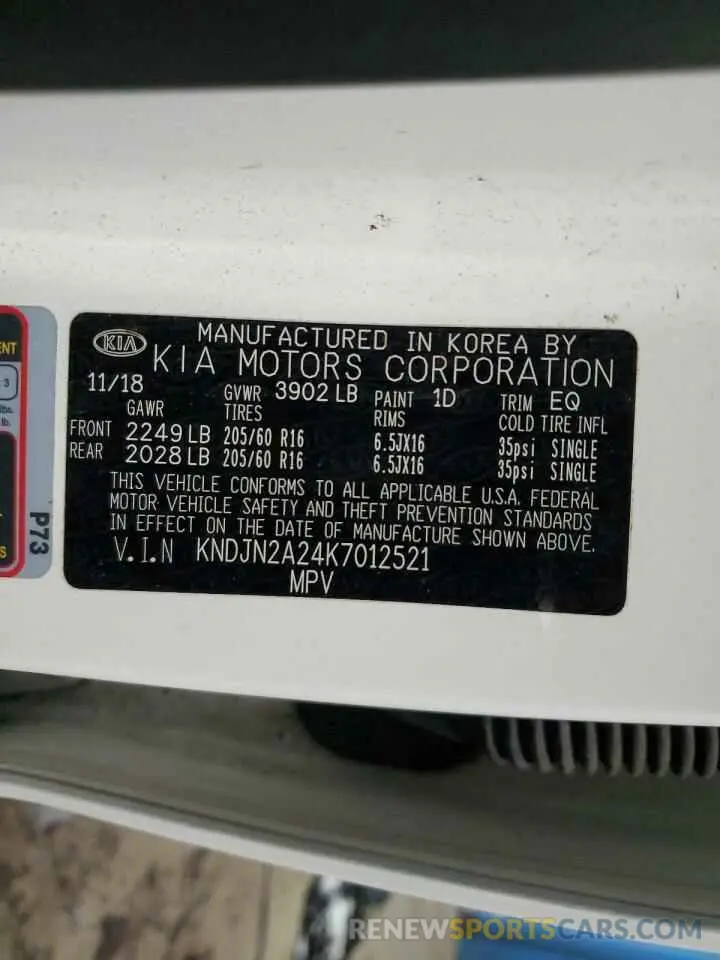 KIA
MANUFACTURED IN KOREA BY
KIA MOTORS CORPORATION
11/18 GVWR 3902 LB PAINT 1D TRIM EQ
GAWR TIRES RIMS COLD TIRE INFL
FRONT 2249 LB 205/60 R16 6.5JX16 35psi SINGLE
REAR 2028 LB 205/60 R16 6.5JX16 35psi SINGLE
THIS VEHICLE CONFORMS TO ALL APPLICABLE U.S.A. FEDERAL
MOTOR VEHICLE SAFETY AND THEFT PREVENTION STANDARDS
IN EFFECT ON THE DATE OF MANUFACTURE SHOWN ABOVE.
V.I.N KNDJN2A24K7012521
MPV
P73
3
lb.
RENEWSPORTSCARS.COM